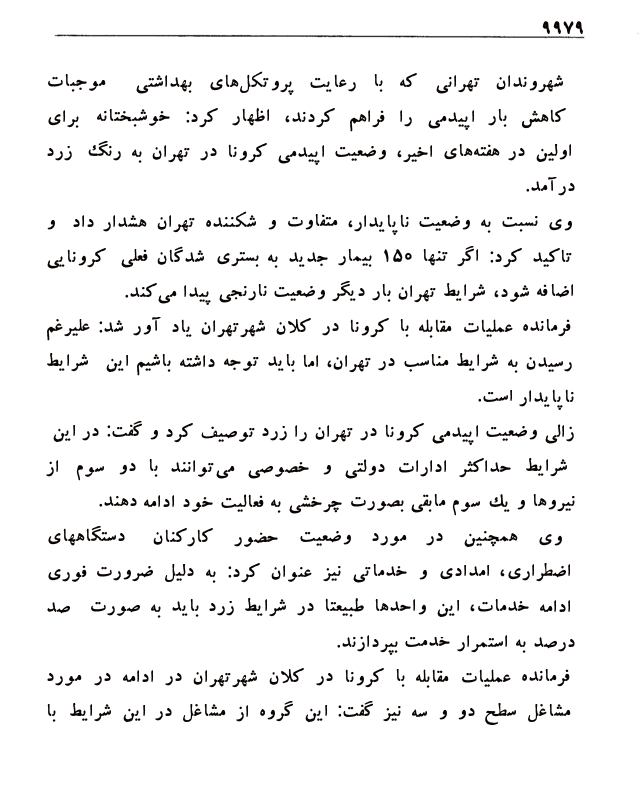 ۹۹۷۹
شهروندان تهرانی که با رعایت پروتکل‌های بهداشتی موجبات
کاهش بار اپیدمی را فراهم کردند، اظهار کرد: خوشبختانه برای
اولین در هفته‌های اخیر، وضعیت اپیدمی کرونا در تهران به رنگ زرد
درآمد.
وی نسبت به وضعیت ناپایدار، متفاوت و شکننده تهران هشدار داد و
تاکید کرد: اگر تنها ۱۵۰ بیمار جدید به بستری شدگان فعلی کرونایی
اضافه شود، شرایط تهران بار دیگر وضعیت نارنجی پیدا می‌کند.
فرمانده عملیات مقابله با کرونا در کلان شهرتهران یاد آور شد: علیرغم
رسیدن به شرایط مناسب در تهران، اما باید توجه داشته باشیم این شرایط
ناپایدار است.
زالی وضعیت اپیدمی کرونا در تهران را زرد توصیف کرد و گفت: در این
شرایط حداکثر ادارات دولتی و خصوصی می‌توانند با دو سوم از
نیروها و یك سوم مابقی بصورت چرخشی به فعالیت خود ادامه دهند.
وی همچنین در مورد وضعیت حضور کارکنان دستگاههای
اضطراری، امدادی و خدماتی نیز عنوان کرد: به دلیل ضرورت فوری
ادامه خدمات، این واحدها طبیعتا در شرایط زرد باید به صورت صد
درصد به استمرار خدمت بپردازند.
فرمانده عملیات مقابله با کرونا در کلان شهرتهران در ادامه در مورد
مشاغل سطح دو و سه نیز گفت: این گروه از مشاغل در این شرایط با